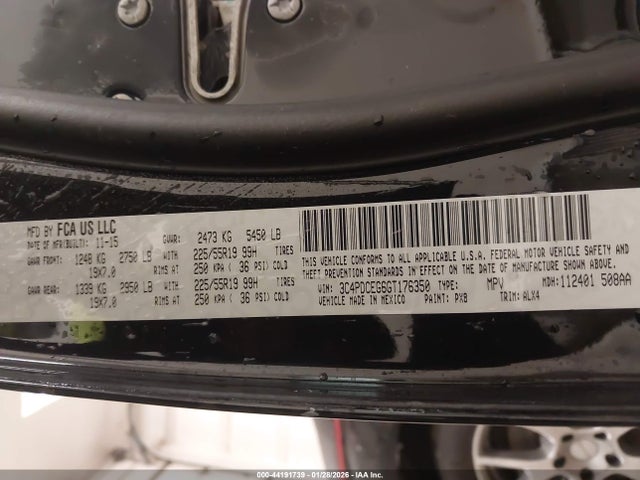 MFD BY FCA US LLC
DATE OF MFR(BUILT): 11-15 GVWR: 2473 KG 5450 LB
GAWR FRONT: 1248 KG 2750 LB WITH 225/55R19 99H TIRES
19X7.0 RIMS AT 250 KPA ( 36 PSI) COLD
GAWR REAR: 1339 KG 2950 LB WITH 225/55R19 99H TIRES
19X7.0 RIMS AT 250 KPA ( 36 PSI) COLD
THIS VEHICLE CONFORMS TO ALL APPLICABLE U.S.A. FEDERAL MOTOR VEHICLE SAFETY AND
THEFT PREVENTION STANDARDS IN EFFECT ON THE DATE OF MANUFACTURE SHOWN ABOVE.
VIN: 3C4PDCEG6GT176350 TYPE: MPV MDH: 112401 508AA
VEHICLE MADE IN MEXICO PAINT: PX8 TRIM: ALX4
000-44191739 | 01/28/2026 | IAA Inc.